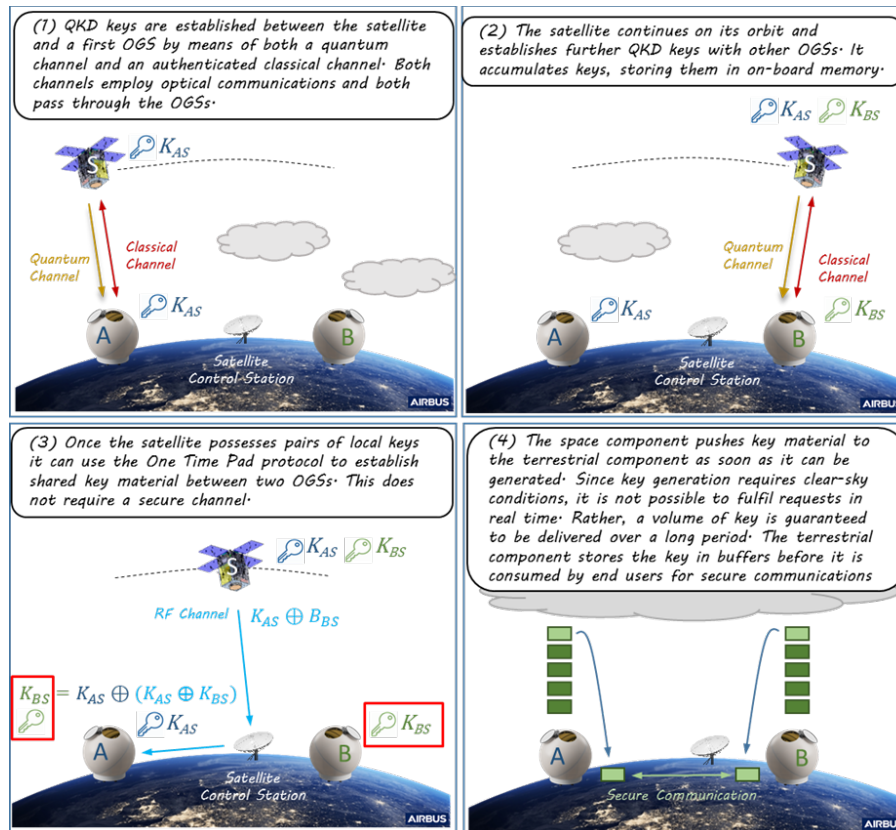 (1) QKD keys are established between the satellite
and a first OGS by means of both a quantum
channel and an authenticated classical channel. Both
channels employ optical communications and both
pass through the OGSs.
S
K_AS
Quantum
Channel
Classical
Channel
K_AS
A
B
Satellite
Control Station
AIRBUS
(2) The satellite continues on its orbit and
establishes further QKD keys with other OGSs. It
accumulates keys, storing them in on-board memory.
K_AS K_BS
S
Quantum
Channel
Classical
Channel
K_AS
K_BS
A
B
Satellite
Control Station
AIRBUS
(3) Once the satellite possesses pairs of local keys
it can use the One Time Pad protocol to establish
shared key material between two OGSs. This does
not require a secure channel.
K_AS K_BS
S
RF Channel
K_AS ⊕ B_BS
K_BS = K_AS ⊕ (K_AS ⊕ K_BS)
K_AS
K_BS
A
B
Satellite
Control Station
AIRBUS
(4) The space component pushes key material to
the terrestrial component as soon as it can be
generated. Since key generation requires clear-sky
conditions, it is not possible to fulfil requests in
real time. Rather, a volume of key is guaranteed
to be delivered over a long period. The terrestrial
component stores the key in buffers before it is
consumed by end users for secure communications
A
B
Secure Communication
AIRBUS